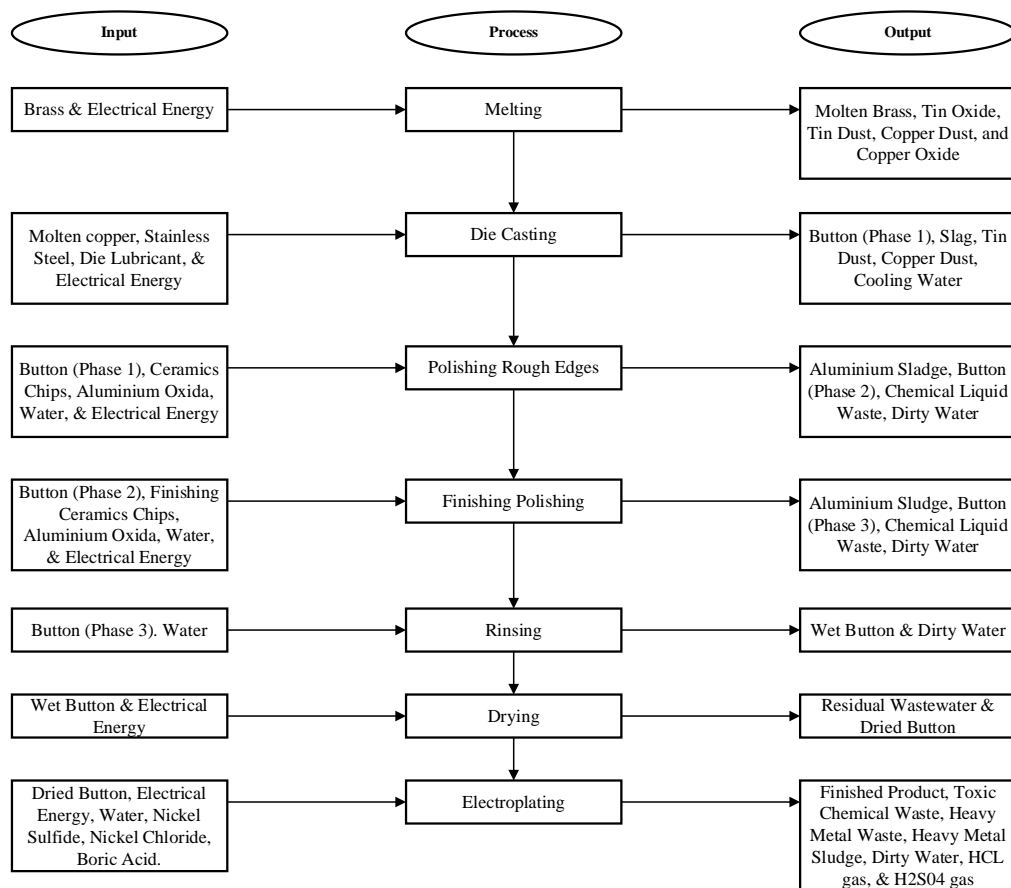 Input
Process
Output
Brass & Electrical Energy
Melting
Molten Brass, Tin Oxide,
Tin Dust, Copper Dust, and
Copper Oxide
Molten copper, Stainless
Steel, Die Lubricant, &
Electrical Energy
Die Casting
Button (Phase 1), Slag, Tin
Dust, Copper Dust,
Cooling Water
Button (Phase 1), Ceramics
Chips, Aluminium Oxida,
Water, & Electrical Energy
Polishing Rough Edges
Aluminium Sladge, Button
(Phase 2), Chemical Liquid
Waste, Dirty Water
Button (Phase 2), Finishing
Ceramics Chips,
Aluminium Oxida, Water,
& Electrical Energy
Finishing Polishing
Aluminium Sludge, Button
(Phase 3), Chemical Liquid
Waste, Dirty Water
Button (Phase 3). Water
Rinsing
Wet Button & Dirty Water
Wet Button & Electrical
Energy
Drying
Residual Wastewater &
Dried Button
Dried Button, Electrical
Energy, Water, Nickel
Sulfide, Nickel Chloride,
Boric Acid.
Electroplating
Finished Product, Toxic
Chemical Waste, Heavy
Metal Waste, Heavy Metal
Sludge, Dirty Water, HCL
gas, & H2S04 gas